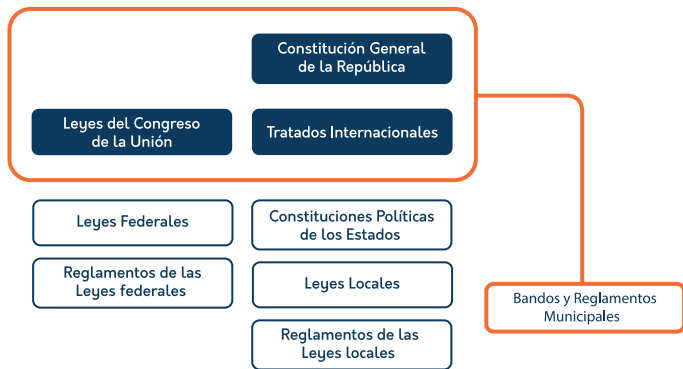 Constitución General
de la República
Leyes del Congreso
de la Unión
Tratados Internacionales
Leyes Federales
Constituciones Políticas
de los Estados
Reglamentos de las
Leyes federales
Leyes Locales
Bandos y Reglamentos
Municipales
Reglamentos de las
Leyes locales